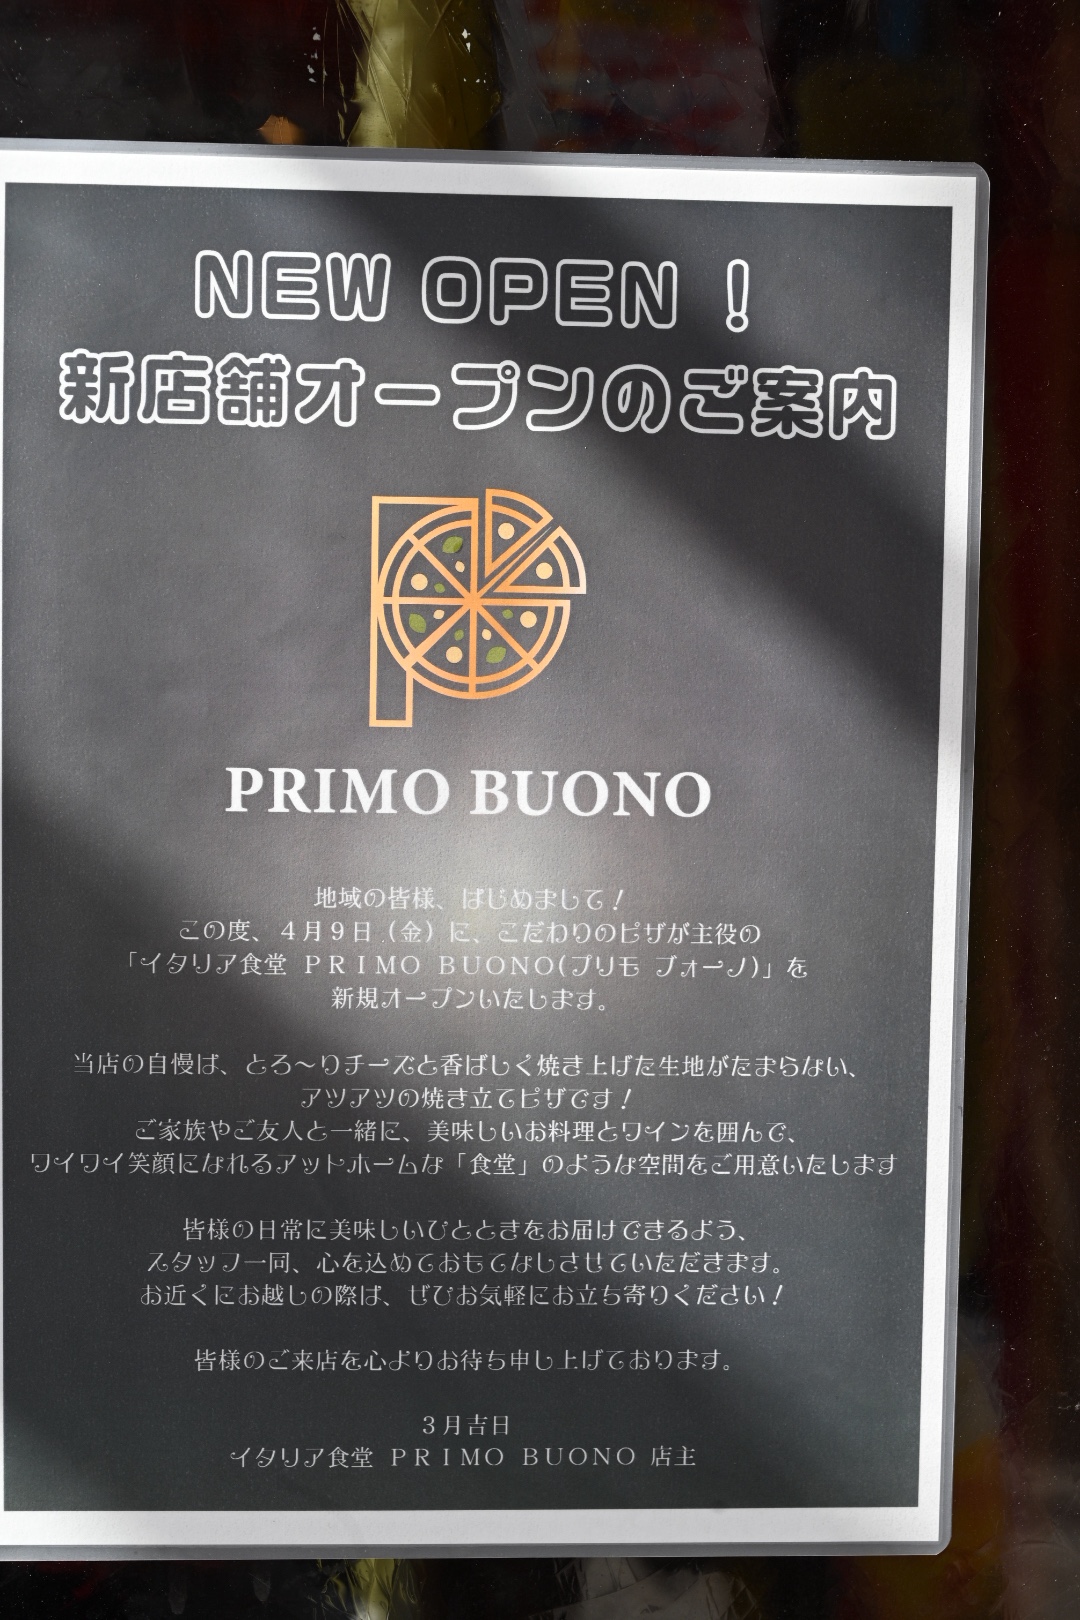 NEW OPEN！
新店舗オープンのご案内
PRIMO BUONO
地域の皆様、はじめまして！
この度、４月９日（金）に、こだわりのピザが主役の
「イタリア食堂 ＰＲＩＭＯ ＢＵＯＮＯ(プリモ ブォーノ)」を
新規オープンいたします。
当店の自慢は、とろ～りチーズと香ばしく焼き上げた生地がたまらない、
アツアツの焼き立てピザです！
ご家族やご友人と一緒に、美味しいお料理とワインを囲んで、
ワイワイ笑顔になれるアットホームな「食堂」のような空間をご用意いたします
皆様の日常に美味しいひとときをお届けできるよう、
スタッフ一同、心を込めておもてなしさせていただきます。
お近くにお越しの際は、ぜひお気軽にお立ち寄りください！
皆様のご来店を心よりお待ち申し上げております。
３月吉日
イタリア食堂 ＰＲＩＭＯ ＢＵＯＮＯ 店主